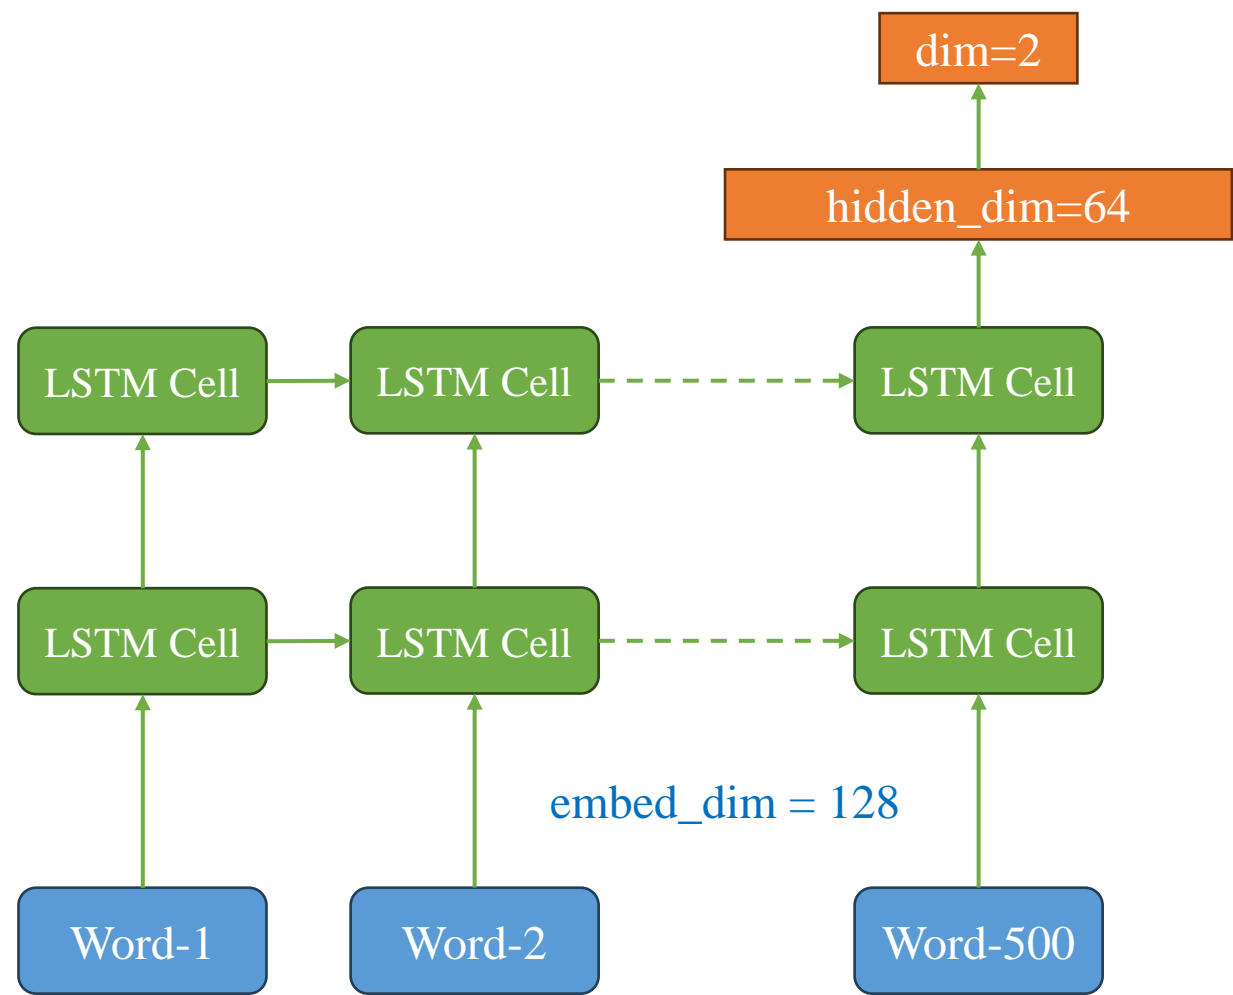 dim=2
hidden_dim=64
LSTM Cell
LSTM Cell
LSTM Cell
LSTM Cell
LSTM Cell
LSTM Cell
embed_dim = 128
Word-1
Word-2
Word-500